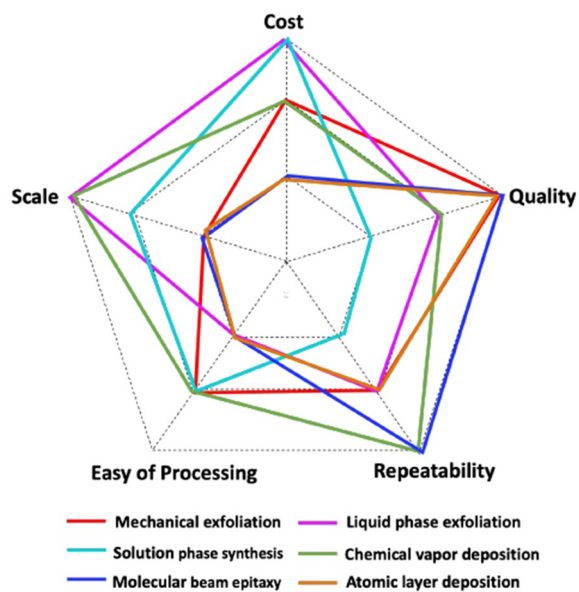 Cost
Scale
Quality
Easy of Processing
Repeatability
Mechanical exfoliation
Liquid phase exfoliation
Solution phase synthesis
Chemical vapor deposition
Molecular beam epitaxy
Atomic layer deposition